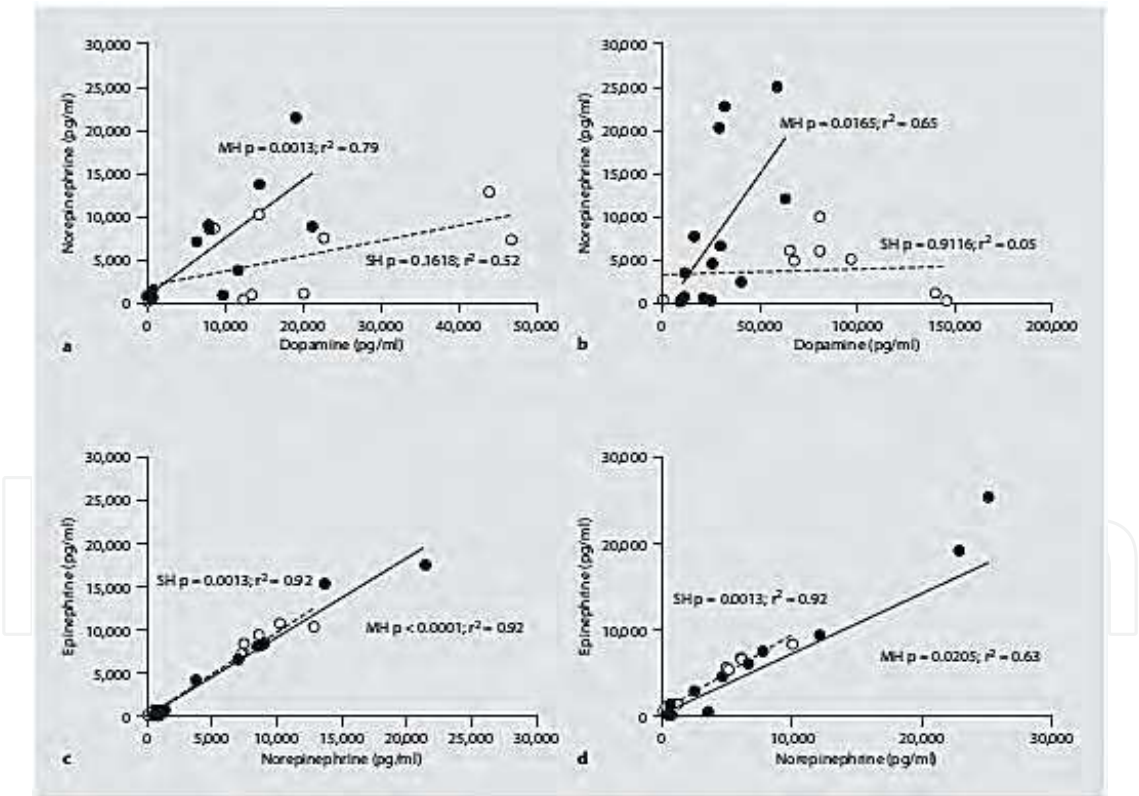 30,000
25,000
20,000
15,000
10,000
5,000
0
Norepinephrine (pg/ml)
MH p = 0.0013; r² = 0.79
SH p = 0.1618; r² = 0.52
0 10,000 20,000 30,000 40,000 50,000
Dopamine (pg/ml)
a
30,000
25,000
20,000
15,000
10,000
5,000
0
Norepinephrine (pg/ml)
MH p = 0.0165; r² = 0.65
SH p = 0.9116; r² = 0.05
0 50,000 100,000 150,000 200,000
Dopamine (pg/ml)
b
30,000
25,000
20,000
15,000
10,000
5,000
0
Epinephrine (pg/ml)
SH p = 0.0013; r² = 0.92
MH p < 0.0001; r² = 0.92
0 5,000 10,000 15,000 20,000 25,000 30,000
Norepinephrine (pg/ml)
c
30,000
20,000
10,000
0
Epinephrine (pg/ml)
SH p = 0.0013; r² = 0.92
MH p = 0.0205; r² = 0.63
0 10,000 20,000 30,000
Norepinephrine (pg/ml)
d